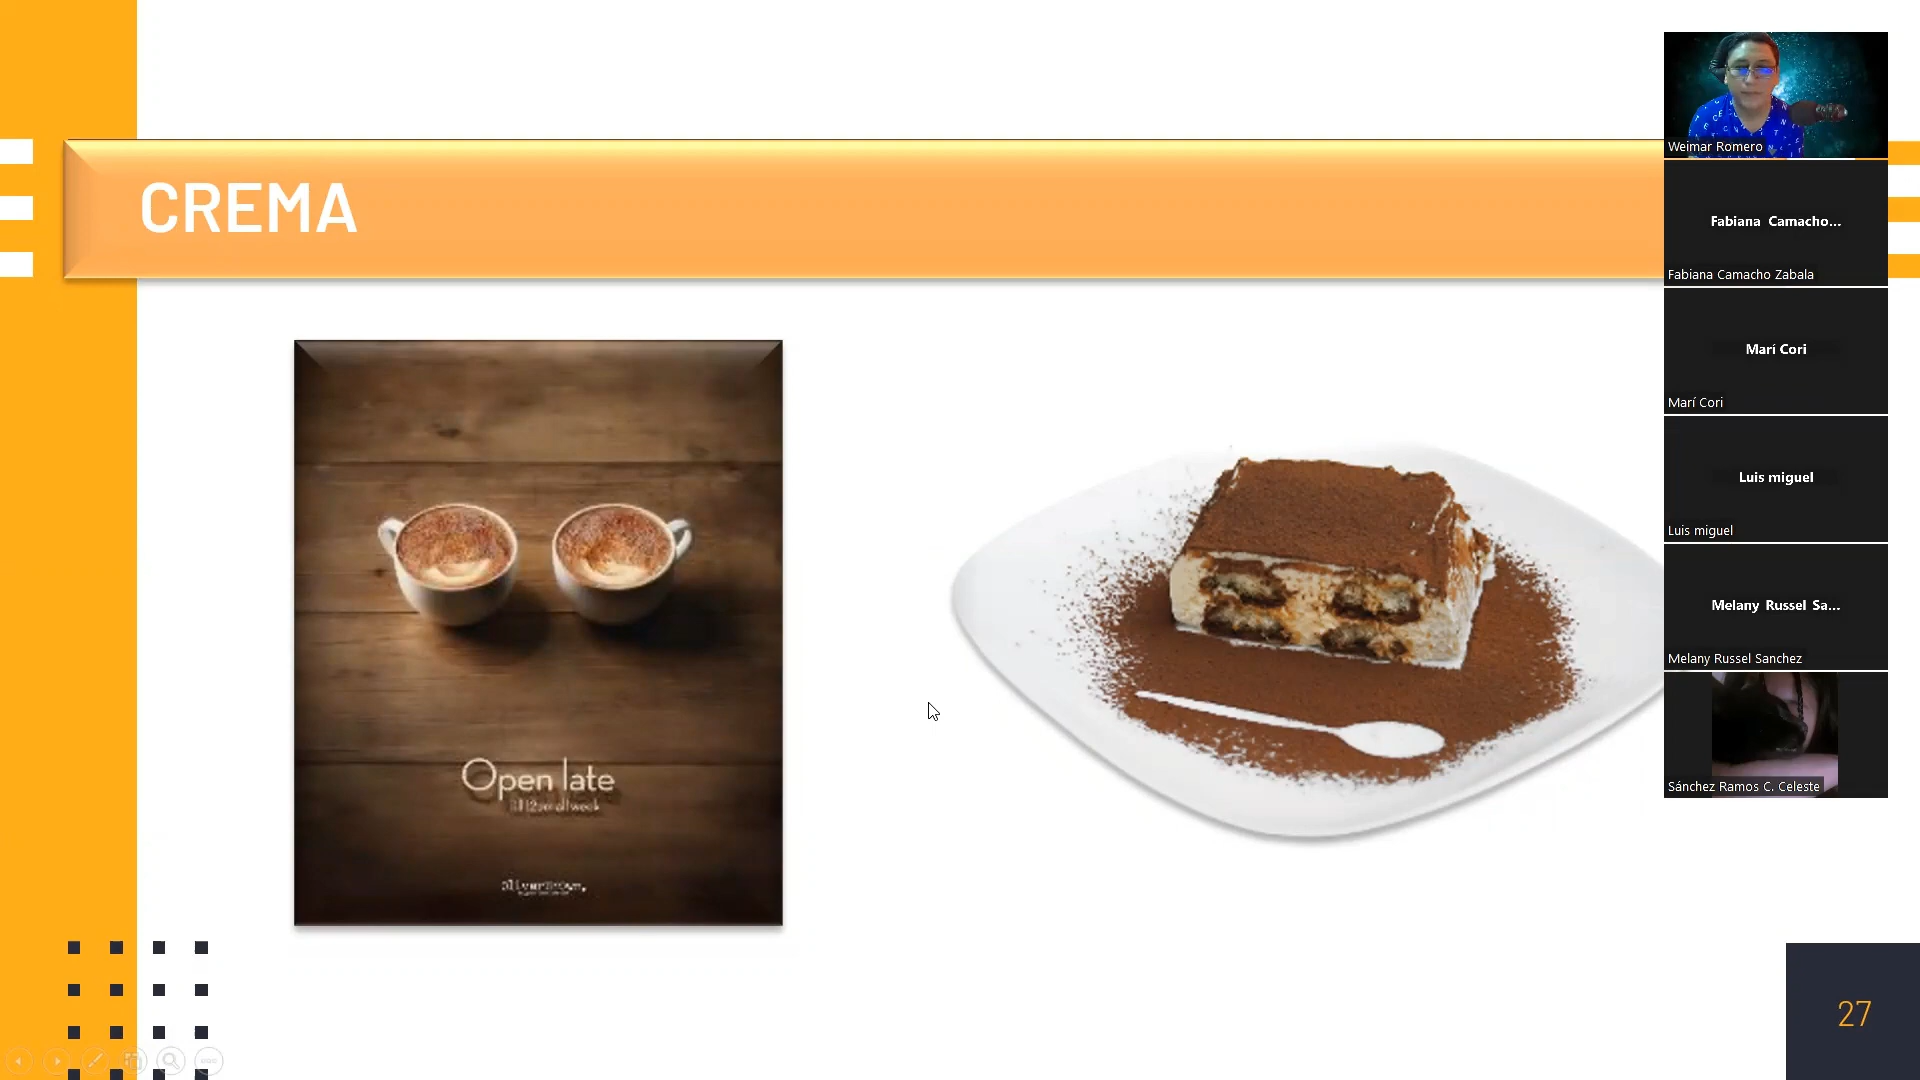 CREMA
Open late
Weimar Romero
Fabiana Camacho...
Fabiana Camacho Zabala
Marí Cori
Marí Cori
Luis miguel
Luis miguel
Melany Russel Sa...
Melany Russel Sanchez
Sánchez Ramos C. Celeste
27